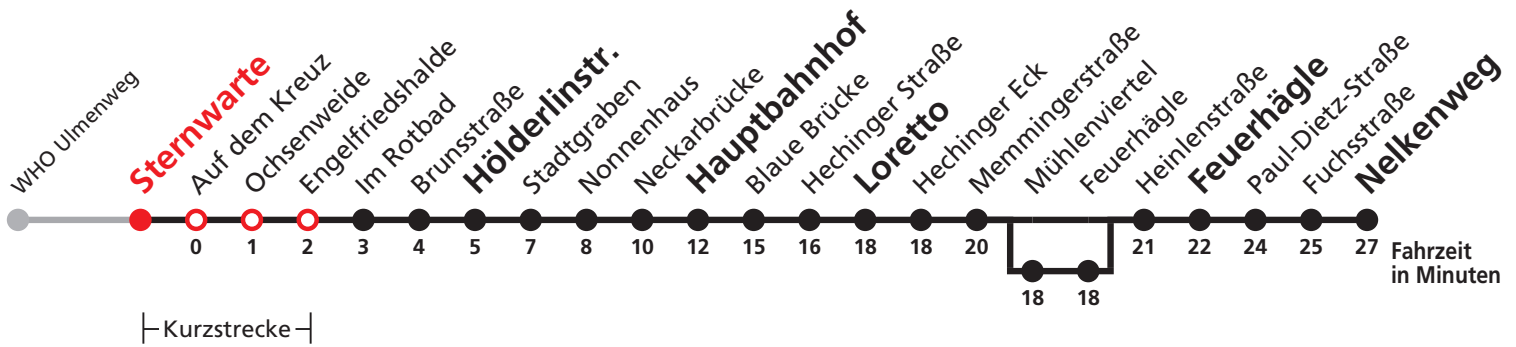 WHO Ulmenweg
Sternwarte
Auf dem Kreuz
Ochsenweide
Engelfriedshalde
Im Rotbad
Brunsstraße
Hölderlinstr.
Stadtgraben
Nonnenhaus
Neckarbrücke
Hauptbahnhof
Blaue Brücke
Hechinger Straße
Loretto
Hechinger Eck
Memmingerstraße
Mühlenviertel
Feuerhägle
Heinlenstraße
Feuerhägle
Paul-Dietz-Straße
Fuchsstraße
Nelkenweg
0 1 2 3 4 5 7 8 10 12 15 16 18 18 20 21 22 24 25 27
Fahrzeit
in Minuten
18 18
Kurzstrecke